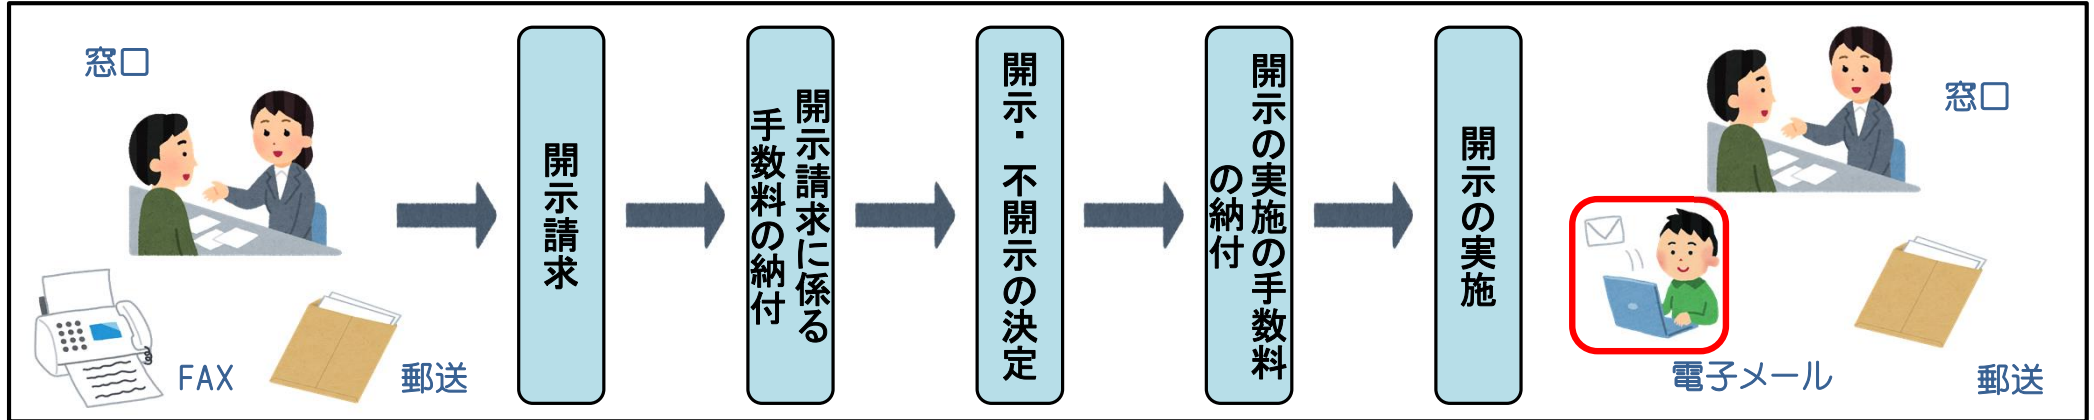 窓口
FAX
郵送
開示請求
開示請求に係る
手数料の納付
開示・不開示の決定
開示の実施の手数料
の納付
開示の実施
窓口
電子メール
郵送